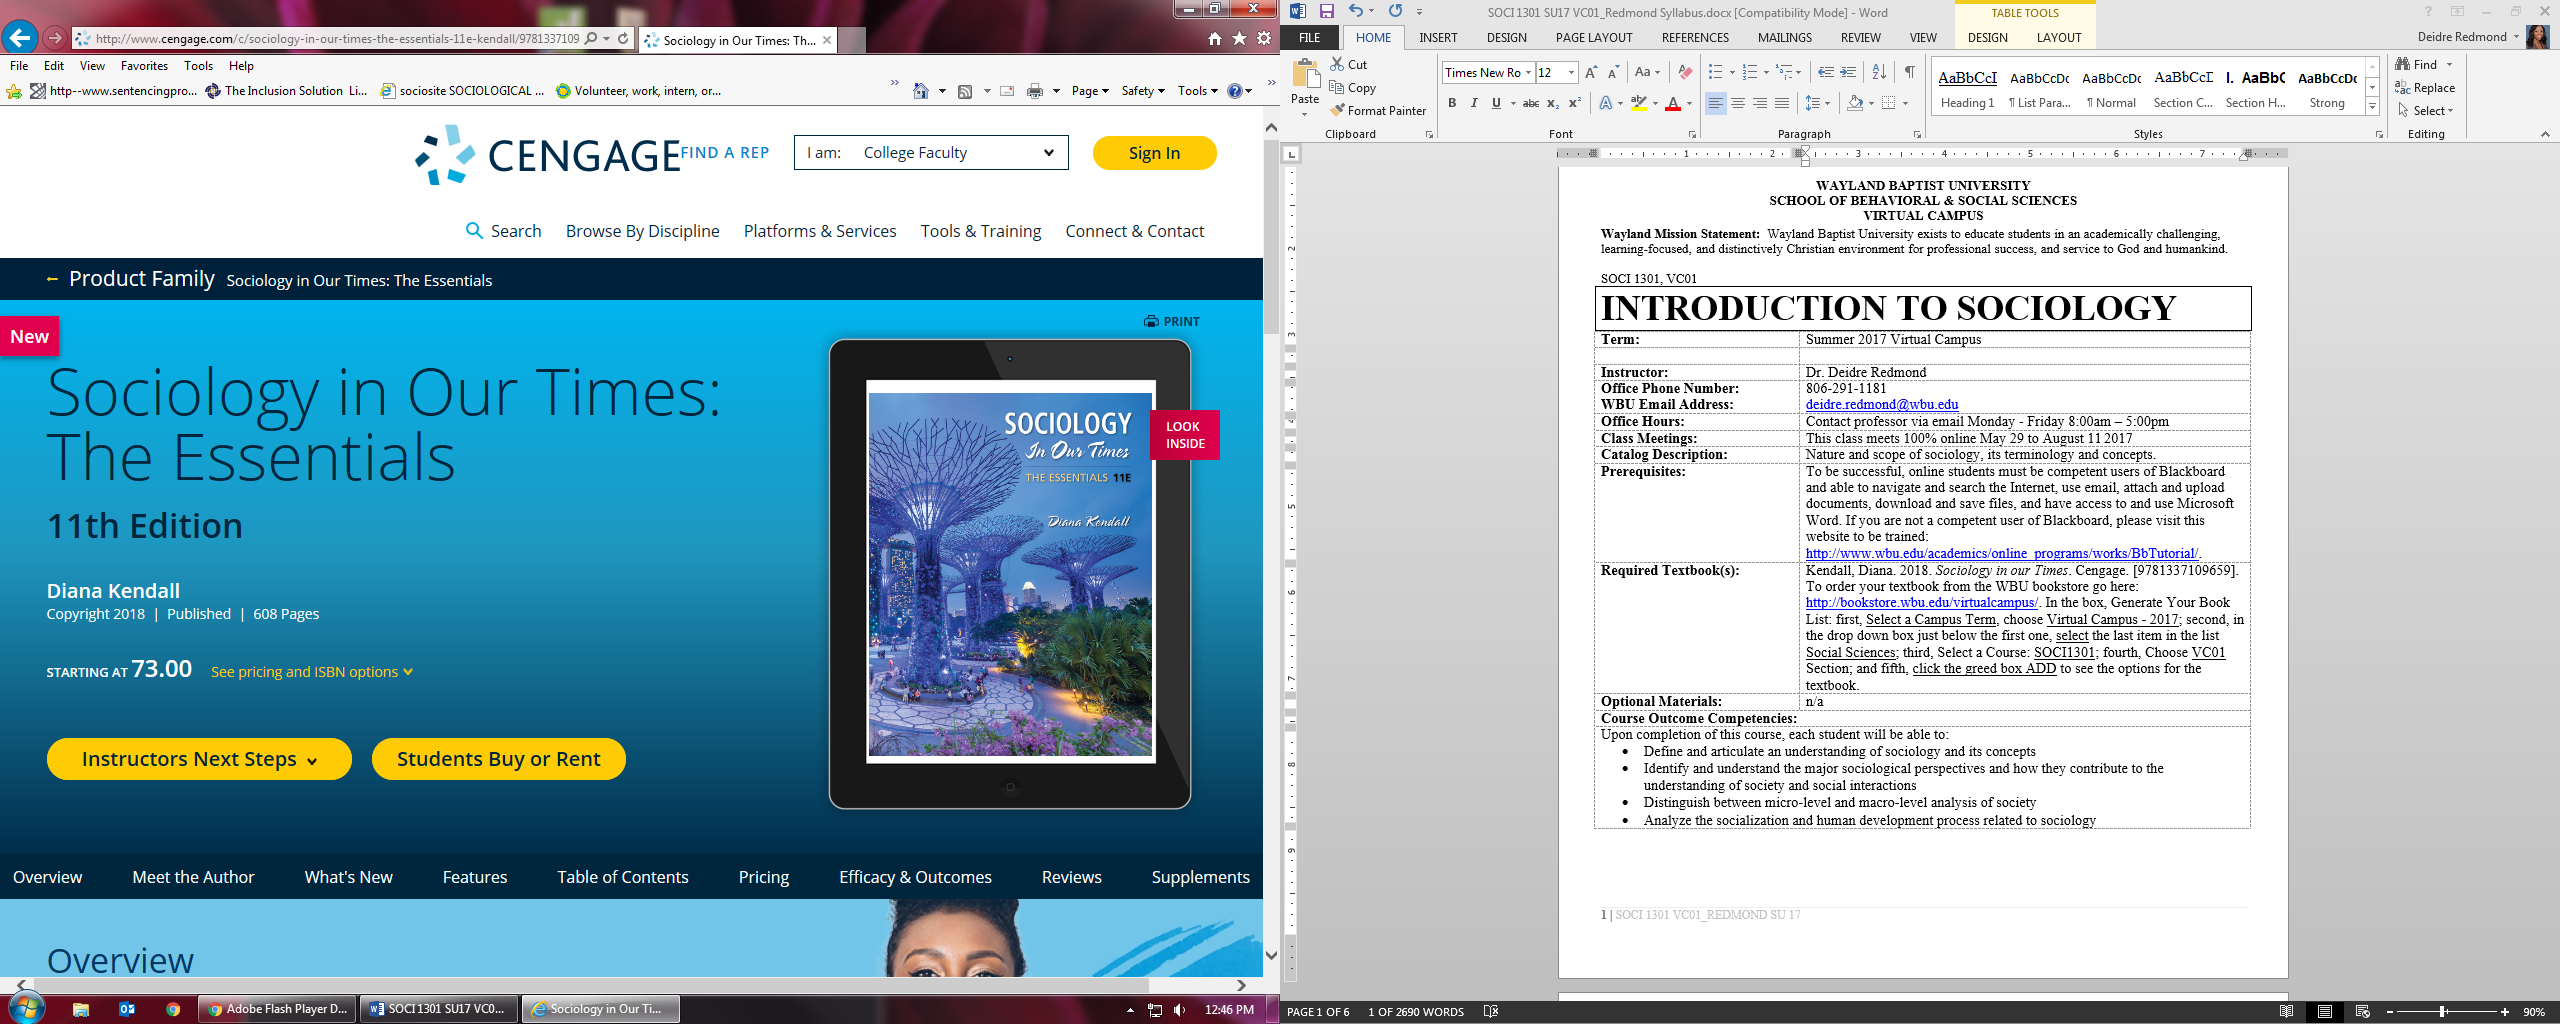 http://www.cengage.com/c/sociology-in-our-times-the-essentials-11e-kendall/9781337109
Sociology in Our Times: Th...
File Edit View Favorites Tools Help
http--www.sentencingpro... The Inclusion Solution Li... sociosite SOCIOLOGICAL ... Volunteer, work, intern, or...
Page Safety Tools
CENGAGE
FIND A REP
I am: College Faculty
Sign In
Search Browse By Discipline Platforms & Services Tools & Training Connect & Contact
Product Family Sociology in Our Times: The Essentials
New
PRINT
Sociology in Our Times:
The Essentials
11th Edition
Diana Kendall
Copyright 2018 | Published | 608 Pages
STARTING AT 73.00 See pricing and ISBN options
Instructors Next Steps
Students Buy or Rent
SOCIOLOGY
In Our Times
THE ESSENTIALS 11E
Diana Kendall
LOOK
INSIDE
Overview Meet the Author What's New Features Table of Contents Pricing Efficacy & Outcomes Reviews Supplements
Overview
Adobe Flash Player D... SOCI 1301 SU17 VC0... Sociology in Our Ti... 12:46 PM
SOCI 1301 SU17 VC01_Redmond Syllabus.docx [Compatibility Mode] - Word
TABLE TOOLS
FILE HOME INSERT DESIGN PAGE LAYOUT REFERENCES MAILINGS REVIEW VIEW DESIGN LAYOUT
Deidre Redmond
Paste
Cut
Copy
Format Painter
Clipboard
Times New Ro 12
Font
Paragraph
AaBbCcI AaBbCcDc AaBbCcDc AaBbCcD I. AaBbC AaBbCcDc
Heading 1 ¶ List Para... ¶ Normal Section C... Section H... Strong
Styles
Find
Replace
Select
Editing
1 2 3 4 5 6 7
WAYLAND BAPTIST UNIVERSITY
SCHOOL OF BEHAVIORAL & SOCIAL SCIENCES
VIRTUAL CAMPUS
Wayland Mission Statement: Wayland Baptist University exists to educate students in an academically challenging,
learning-focused, and distinctively Christian environment for professional success, and service to God and humankind.
SOCI 1301, VC01
INTRODUCTION TO SOCIOLOGY
Term: Summer 2017 Virtual Campus
Instructor: Dr. Deidre Redmond
Office Phone Number: 806-291-1181
WBU Email Address: deidre.redmond@wbu.edu
Office Hours: Contact professor via email Monday - Friday 8:00am – 5:00pm
Class Meetings: This class meets 100% online May 29 to August 11 2017
Catalog Description: Nature and scope of sociology, its terminology and concepts.
Prerequisites: To be successful, online students must be competent users of Blackboard
and able to navigate and search the Internet, use email, attach and upload
documents, download and save files, and have access to and use Microsoft
Word. If you are not a competent user of Blackboard, please visit this
website to be trained:
http://www.wbu.edu/academics/online_programs/works/BbTutorial/.
Required Textbook(s): Kendall, Diana. 2018. Sociology in our Times. Cengage. [9781337109659].
To order your textbook from the WBU bookstore go here:
http://bookstore.wbu.edu/virtualcampus/. In the box, Generate Your Book
List: first, Select a Campus Term, choose Virtual Campus - 2017; second, in
the drop down box just below the first one, select the last item in the list
Social Sciences; third, Select a Course: SOCI1301; fourth, Choose VC01
Section; and fifth, click the greed box ADD to see the options for the
textbook.
Optional Materials: n/a
Course Outcome Competencies:
Upon completion of this course, each student will be able to:
• Define and articulate an understanding of sociology and its concepts
• Identify and understand the major sociological perspectives and how they contribute to the
understanding of society and social interactions
• Distinguish between micro-level and macro-level analysis of society
• Analyze the socialization and human development process related to sociology
1 | SOCI 1301 VC01_REDMOND SU 17
PAGE 1 OF 6 1 OF 2690 WORDS 90%